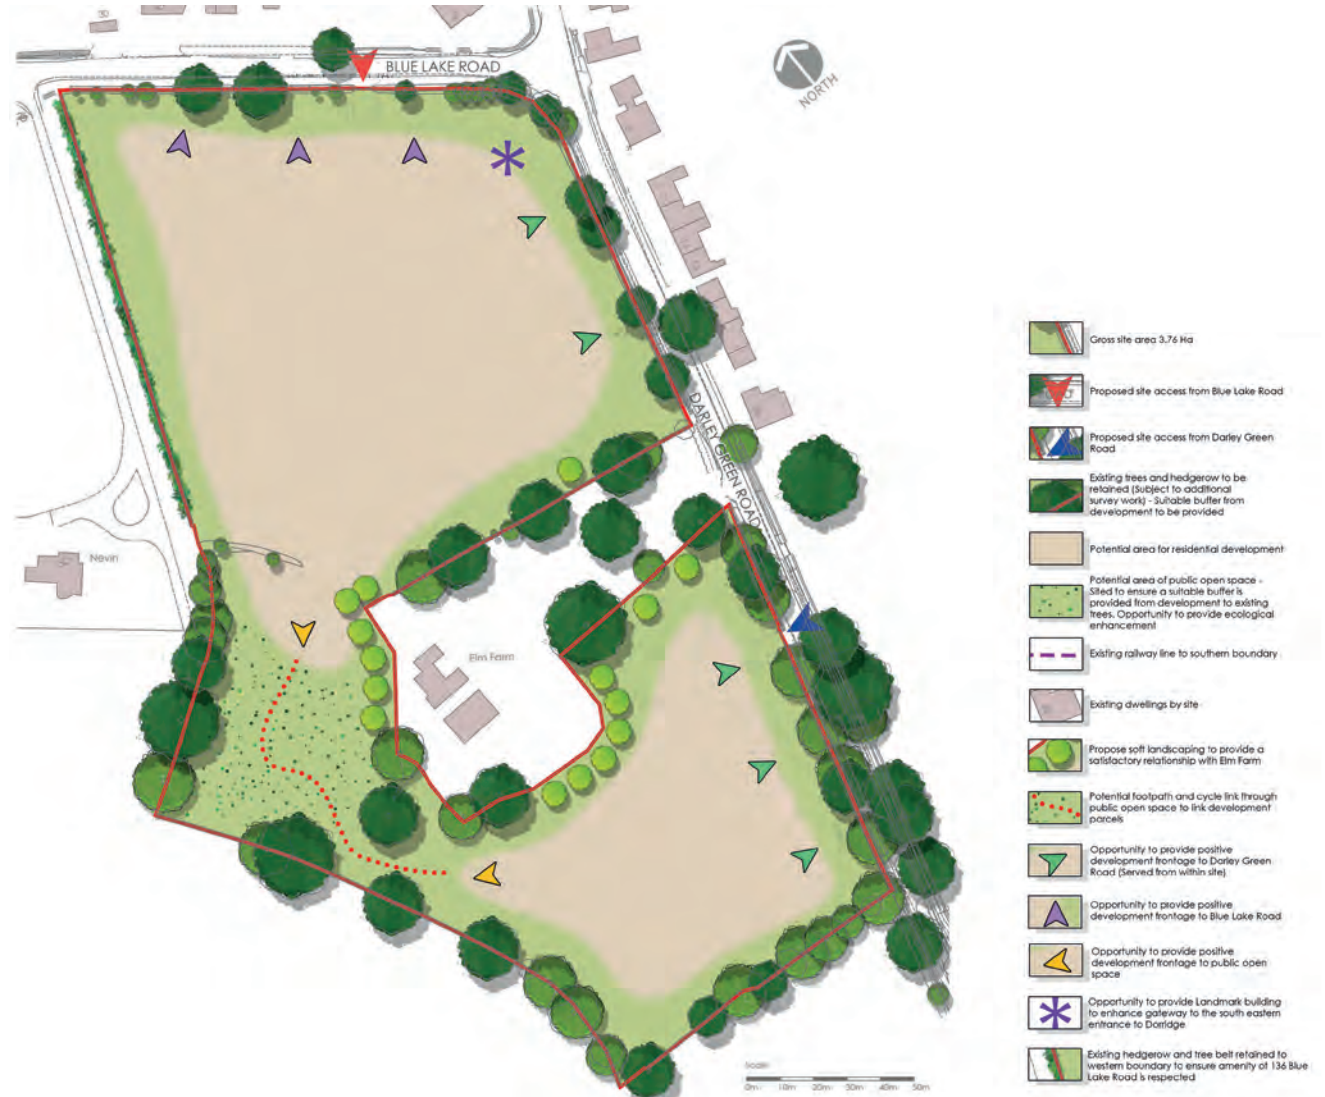 BLUE LAKE ROAD
NORTH
DARLEY GREEN ROAD
Nevin
Elm Farm
Gross site area 3.76 Ha
Proposed site access from Blue Lake Road
Proposed site access from Darley Green
Road
Existing trees and hedgerow to be
retained (Subject to additional
survey work) - Suitable buffer from
development to be provided
Potential area for residential development
Potential area of public open space -
Sited to ensure a suitable buffer is
provided from development to existing
trees. Opportunity to provide ecological
enhancement
Existing railway line to southern boundary
Existing dwellings by site
Propose soft landscaping to provide a
satisfactory relationship with Elm Farm
Potential footpath and cycle link through
public open space to link development
parcels
Opportunity to provide positive
development frontage to Darley Green
Road (Served from within site)
Opportunity to provide positive
development frontage to Blue Lake Road
Opportunity to provide positive
development frontage to public open
space
Opportunity to provide Landmark building
to enhance gateway to the south eastern
entrance to Dorridge
Existing hedgerow and tree belt retained to
western boundary to ensure amenity of 136 Blue
Lake Road is respected
0m 10m 20m 30m 40m 50m